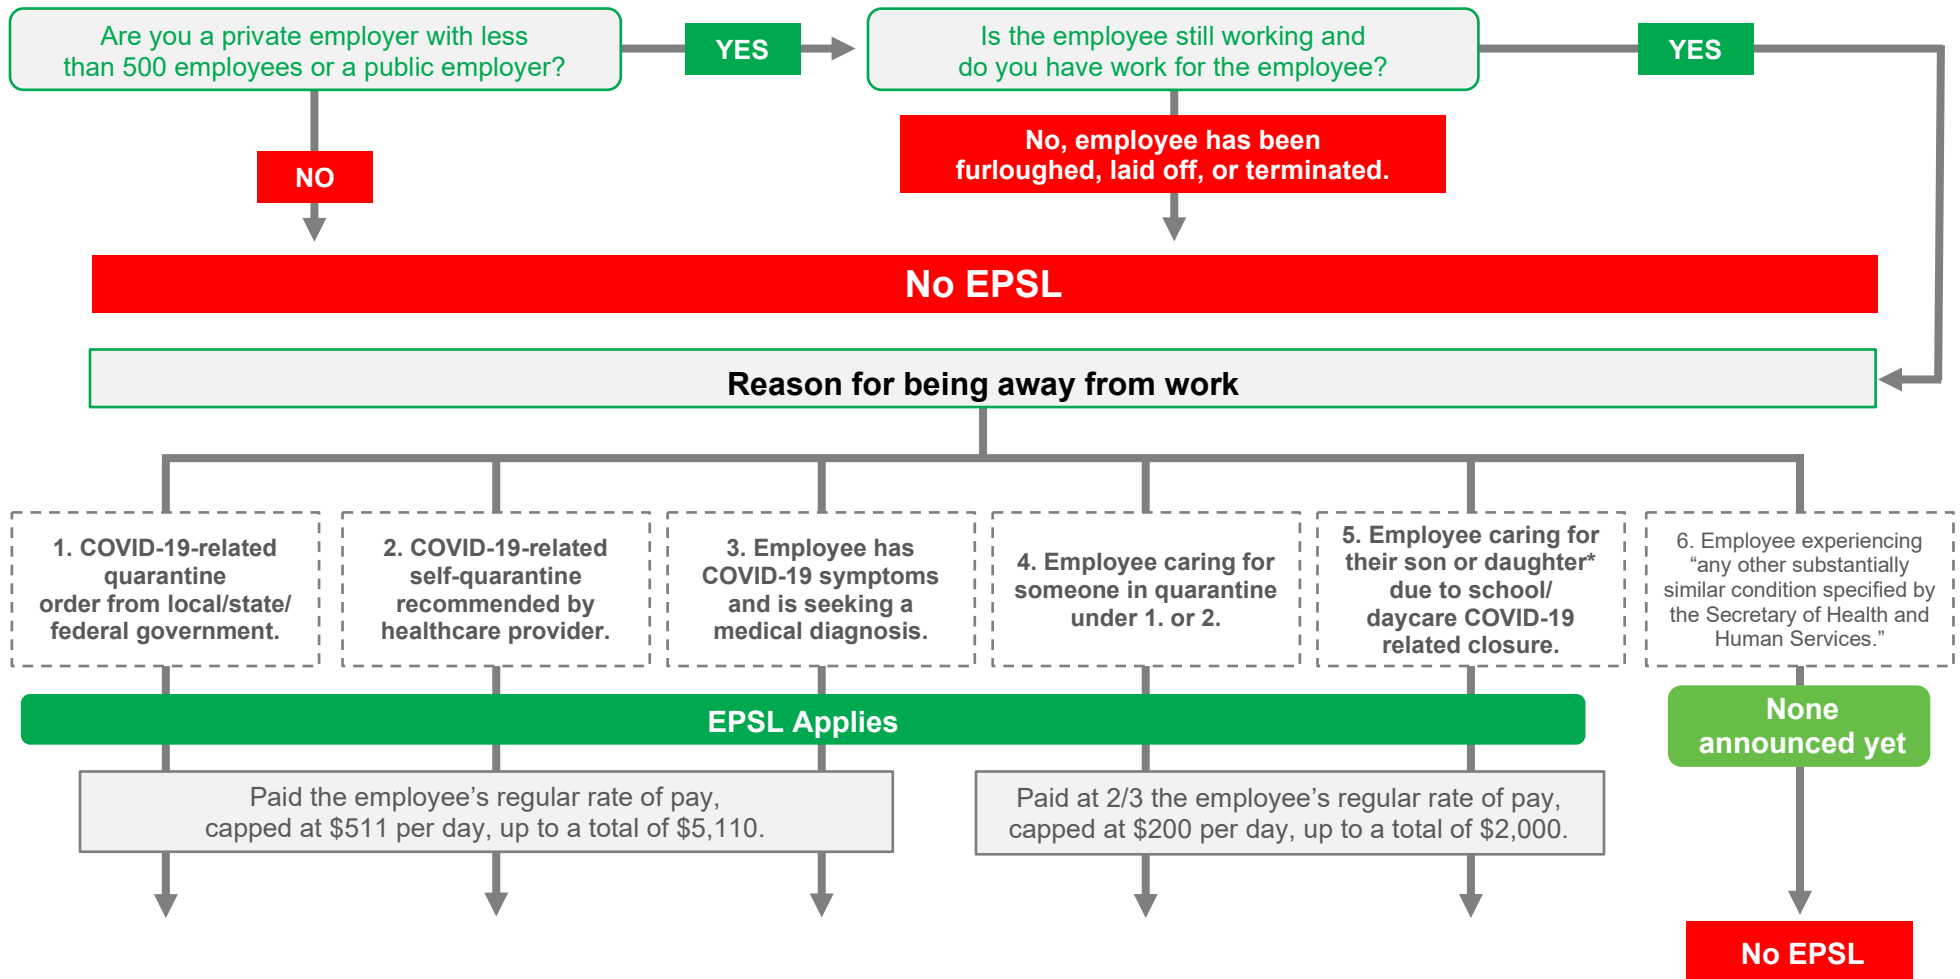 Are you a private employer with less
than 500 employees or a public employer?
YES
Is the employee still working and
do you have work for the employee?
YES
NO
No, employee has been
furloughed, laid off, or terminated.
No EPSL
Reason for being away from work
1. COVID-19-related
quarantine
order from local/state/
federal government.
2. COVID-19-related
self-quarantine
recommended by
healthcare provider.
3. Employee has
COVID-19 symptoms
and is seeking a
medical diagnosis.
4. Employee caring for
someone in quarantine
under 1. or 2.
5. Employee caring for
their son or daughter*
due to school/
daycare COVID-19
related closure.
6. Employee experiencing
“any other substantially
similar condition specified by
the Secretary of Health and
Human Services.”
EPSL Applies
None
announced yet
Paid the employee’s regular rate of pay,
capped at $511 per day, up to a total of $5,110.
Paid at 2/3 the employee’s regular rate of pay,
capped at $200 per day, up to a total of $2,000.
No EPSL